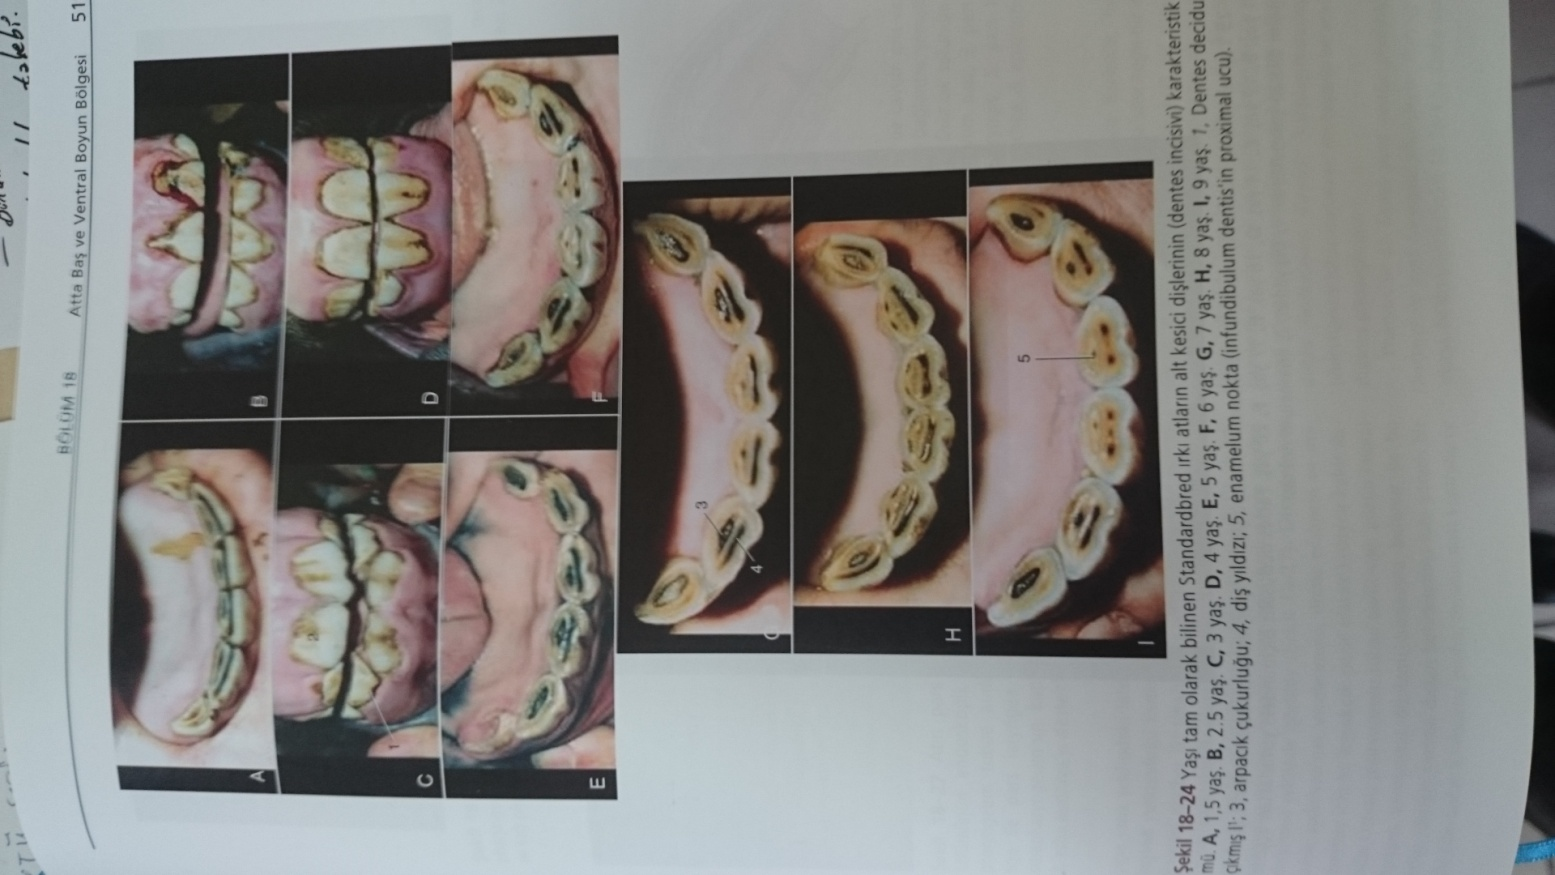 BÖLÜM 18 Atta Baş ve Ventral Boyun Bölgesi 51
A
B
C
1
2
D
E
F
3
4
H
5
I
Şekil 18–24 Yaşı tam olarak bilinen Standardbred ırkı atların alt kesici dişlerinin (dentes incisivi) karakteristik
mü. A, 1,5 yaş. B, 2.5 yaş. C, 3 yaş. D, 4 yaş. E, 5 yaş. F, 6 yaş. G, 7 yaş. H, 8 yaş. I, 9 yaş. 1, Dentes decidu
çıkmış I¹; 3, arpacık çukurluğu; 4, diş yıldızı; 5, enamelum nokta (infundibulum dentis'in proximal ucu).